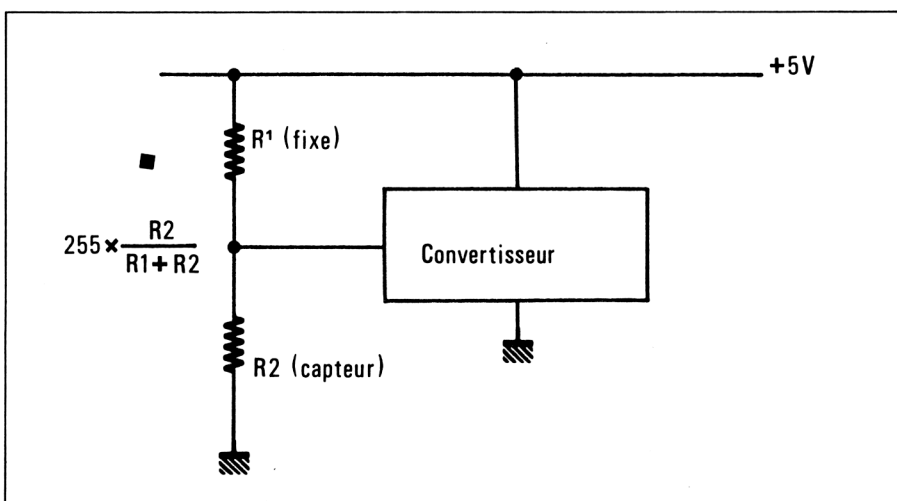 +5V
R¹ (fixe)
255 × R2
R1 + R2
Convertisseur
R2 (capteur)